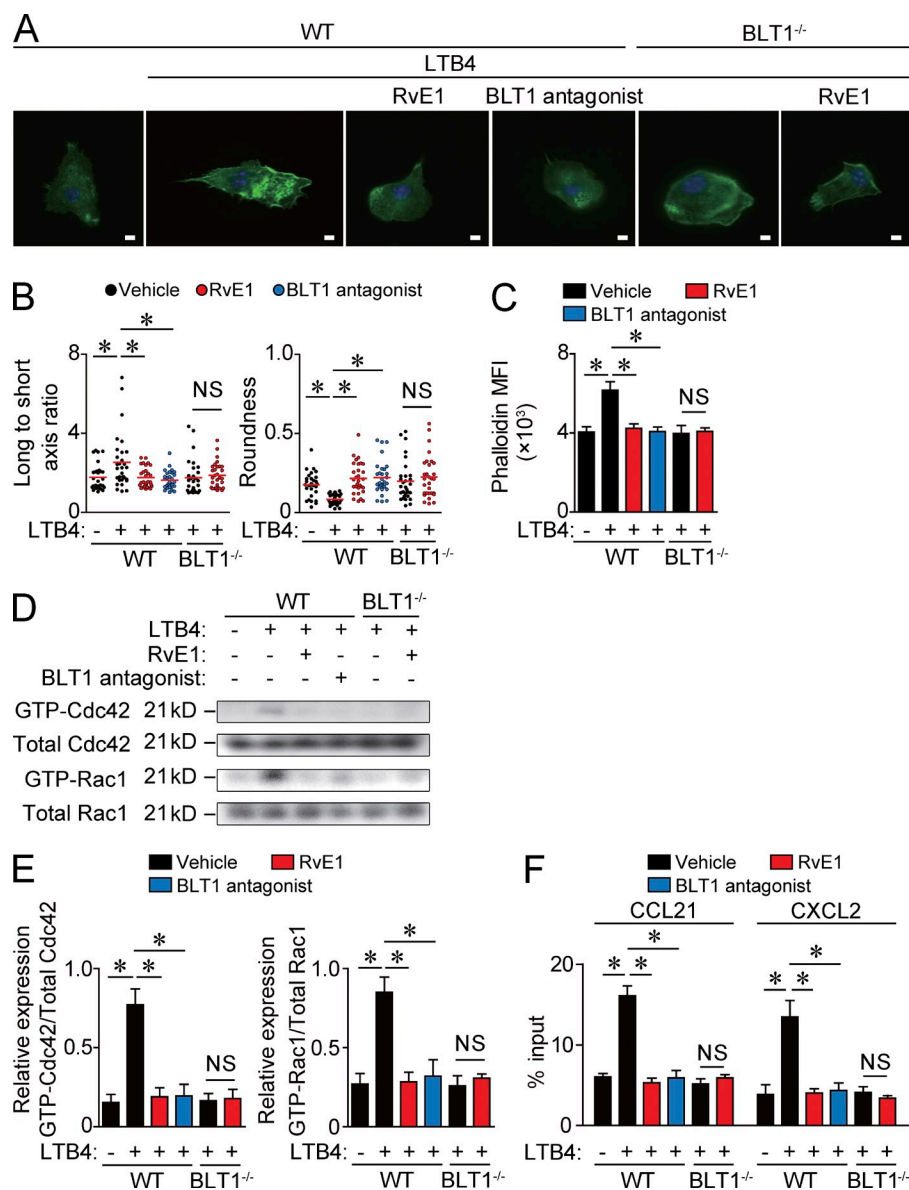 A
WT BLT1-/-
LTB4
RvE1 BLT1 antagonist RvE1
B
Vehicle RvE1 BLT1 antagonist
Long to short
axis ratio
8
4
0
* * *
NS
LTB4: - + + + + +
WT BLT1-/-
Roundness
1.0
0.5
0
* * *
NS
+ + + + +
WT BLT1-/-
C
Vehicle RvE1
BLT1 antagonist
Phalloidin MFI
(×10³)
8
4
0
* * *
NS
LTB4: - + + + + +
WT BLT1-/-
D
WT BLT1-/-
LTB4: - + + + + +
RvE1: - - + - - +
BLT1 antagonist: - - - + - -
GTP-Cdc42 21kD
Total Cdc42 21kD
GTP-Rac1 21kD
Total Rac1 21kD
E
Vehicle RvE1
BLT1 antagonist
Relative expression
GTP-Cdc42/Total Cdc42
1.0
0.5
0
* * *
NS
LTB4: - + + + + +
WT BLT1-/-
Relative expression
GTP-Rac1/Total Rac1
1.0
0.5
0
* * *
NS
- + + + + +
WT BLT1-/-
F
Vehicle RvE1
BLT1 antagonist
CCL21 CXCL2
% input
20
10
0
* * *
NS
* * *
NS
LTB4: - + + + + + - + + + + +
WT BLT1-/- WT BLT1-/-